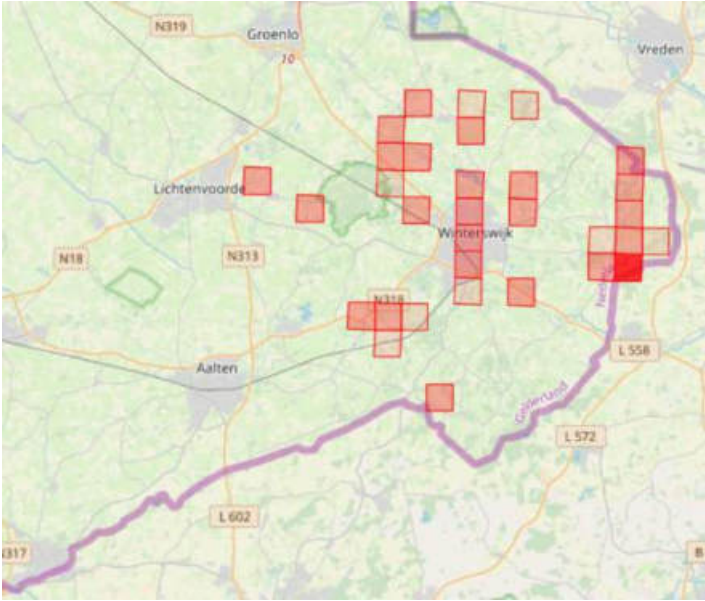 N319
Groenlo
10
Vreden
Lichtenvoorde
Winterswijk
N18
N313
N318
Aalten
L 558
Gelderland
L 572
L 602
N317
B